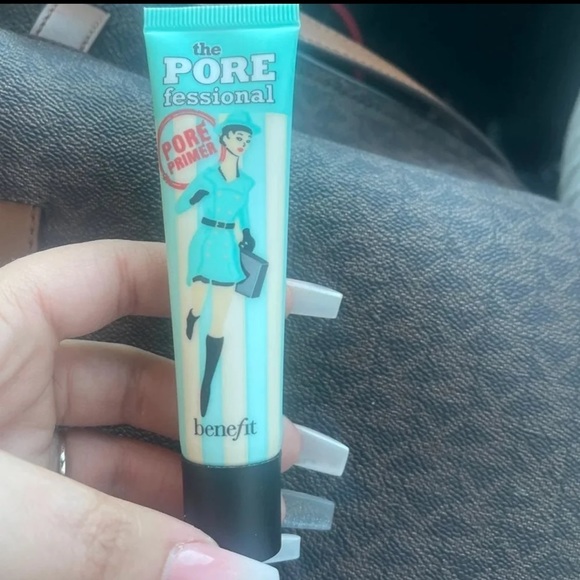 the
PORE
fessional
PORE
PRIMER
benefit